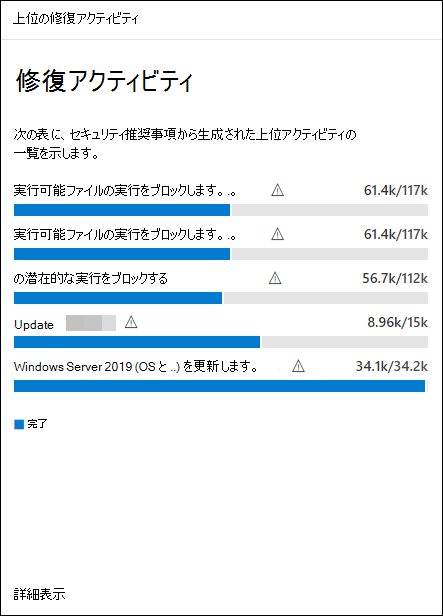 上位の修復アクティビティ
修復アクティビティ
次の表に、セキュリティ推奨事項から生成された上位アクティビティの
一覧を示します。
実行可能ファイルの実行をブロックします。.。 61.4k/117k
実行可能ファイルの実行をブロックします。.。 61.4k/117k
の潜在的な実行をブロックする 56.7k/112k
Update 8.96k/15k
Windows Server 2019 (OS と ..) を更新します。 34.1k/34.2k
完了
詳細表示